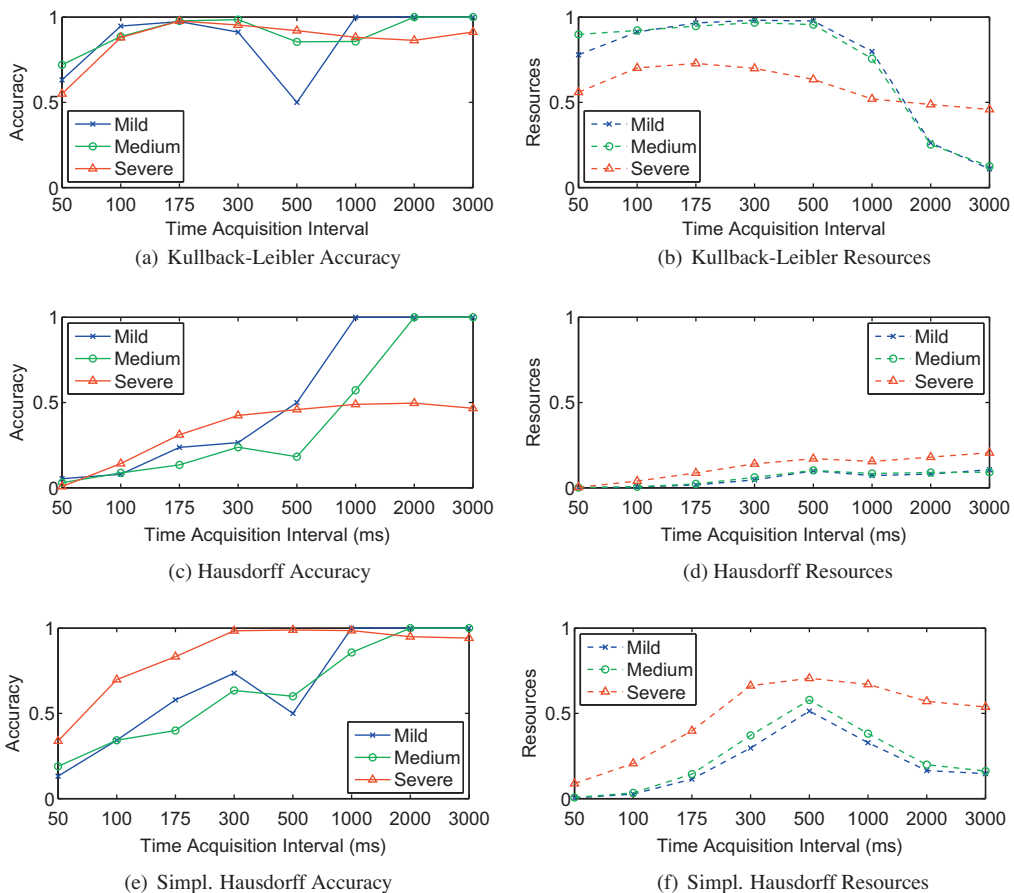 1
0.5
0
Accuracy
Mild
Medium
Severe
50 100 175 300 500 1000 2000 3000
Time Acquisition Interval
(a) Kullback-Leibler Accuracy
1
0.5
0
Resources
Mild
Medium
Severe
50 100 175 300 500 1000 2000 3000
Time Acquisition Interval
(b) Kullback-Leibler Resources
1
0.5
0
Accuracy
Mild
Medium
Severe
50 100 175 300 500 1000 2000 3000
Time Acquisition Interval (ms)
(c) Hausdorff Accuracy
1
0.5
0
Resources
Mild
Medium
Severe
50 100 175 300 500 1000 2000 3000
Time Acquisition Interval (ms)
(d) Hausdorff Resources
1
0.5
0
Accuracy
Mild
Medium
Severe
50 100 175 300 500 1000 2000 3000
Time Acquisition Interval (ms)
(e) Simpl. Hausdorff Accuracy
1
0.5
0
Resources
Mild
Medium
Severe
50 100 175 300 500 1000 2000 3000
Time Acquisition Interval (ms)
(f) Simpl. Hausdorff Resources